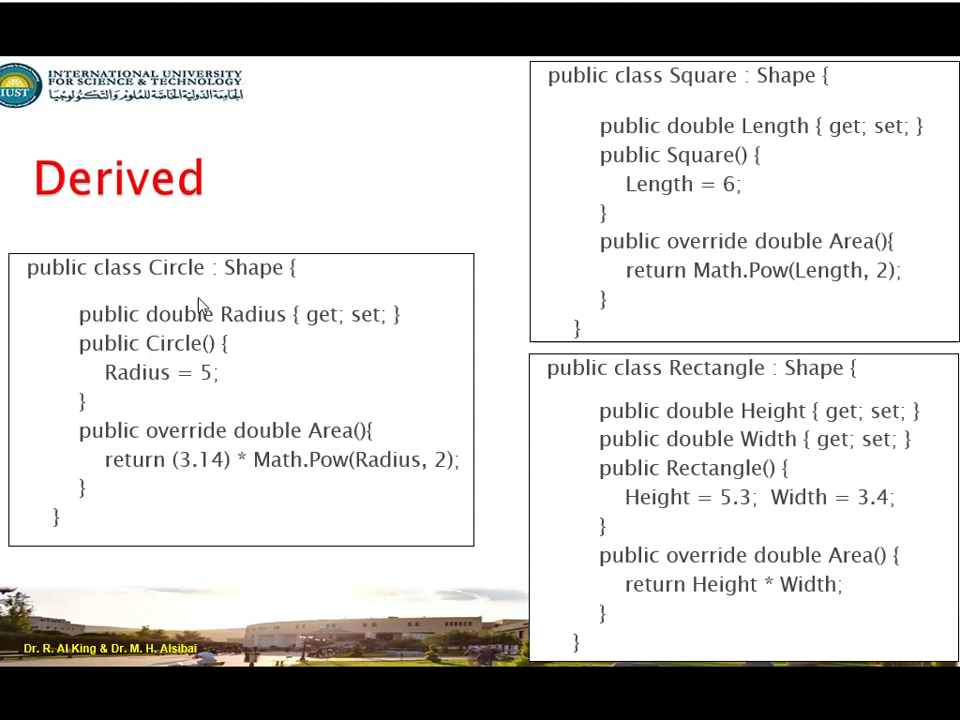 IUST
INTERNATIONAL UNIVERSITY
FOR SCIENCE & TECHNOLOGY
الجامعة الدولية الخاصة للعلوم والتكنولوجيا
Derived
public class Circle : Shape {
public double Radius { get; set; }
public Circle() {
Radius = 5;
}
public override double Area(){
return (3.14) * Math.Pow(Radius, 2);
}
}
public class Square : Shape {
public double Length { get; set; }
public Square() {
Length = 6;
}
public override double Area(){
return Math.Pow(Length, 2);
}
}
public class Rectangle : Shape {
public double Height { get; set; }
public double Width { get; set; }
public Rectangle() {
Height = 5.3;  Width = 3.4;
}
public override double Area() {
return Height * Width;
}
}
Dr. R. Al King & Dr. M. H. Alsibai